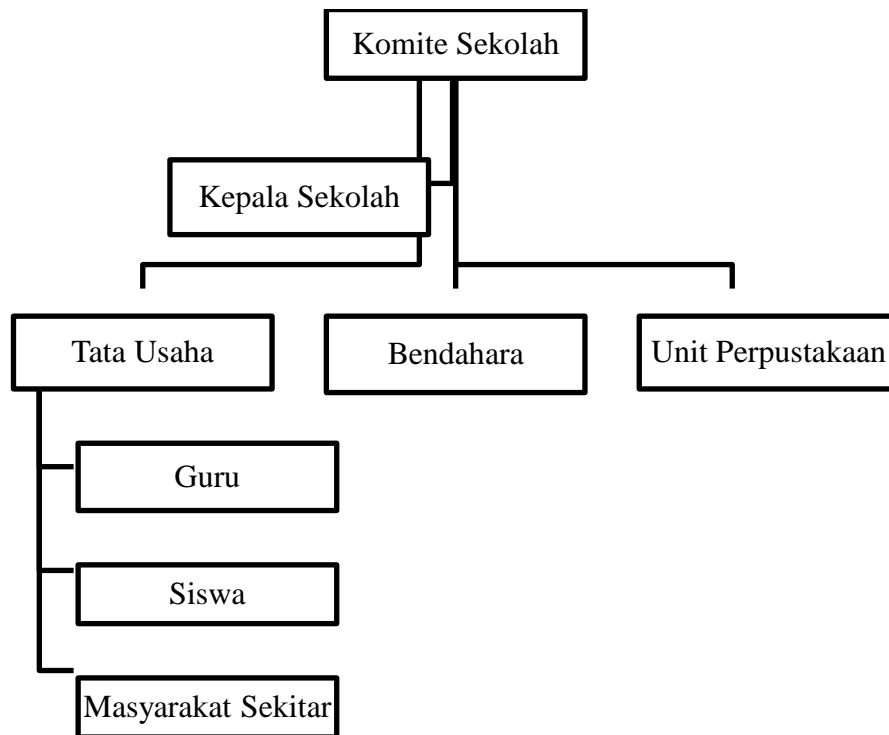 Komite Sekolah
Kepala Sekolah
Tata Usaha
Bendahara
Unit Perpustakaan
Guru
Siswa
Masyarakat Sekitar